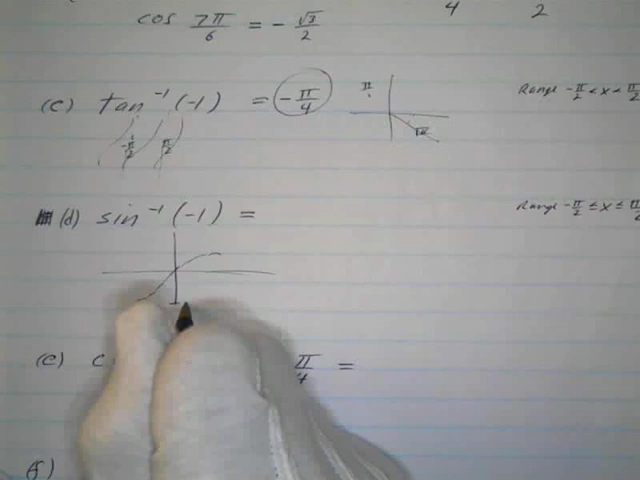 cos 7π/6 = - √3/2
4 2
(c) tan⁻¹(-1) = -π/4
Range -π/2 < x < π/2
-π/2 π/2
(d) sin⁻¹(-1) =
Range -π/2 ≤ x ≤ π/2
(e) c π/4 =
(f)